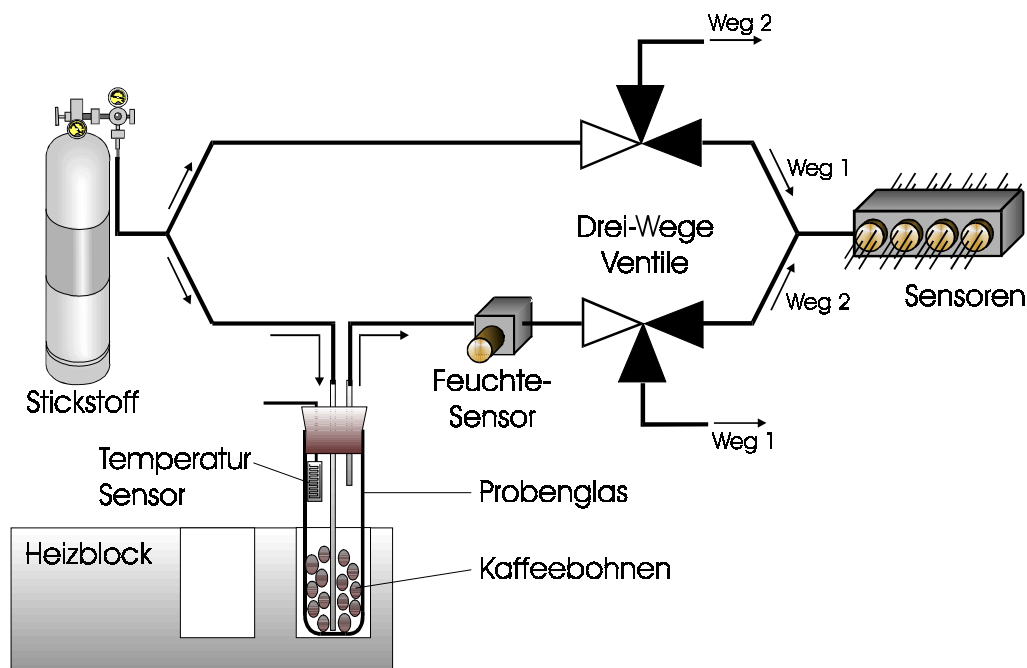 Weg 2
Weg 1
Drei-Wege
Ventile
Weg 2
Sensoren
Stickstoff
Feuchte-
Sensor
Weg 1
Temperatur
Sensor
Probenglas
Heizblock
Kaffeebohnen